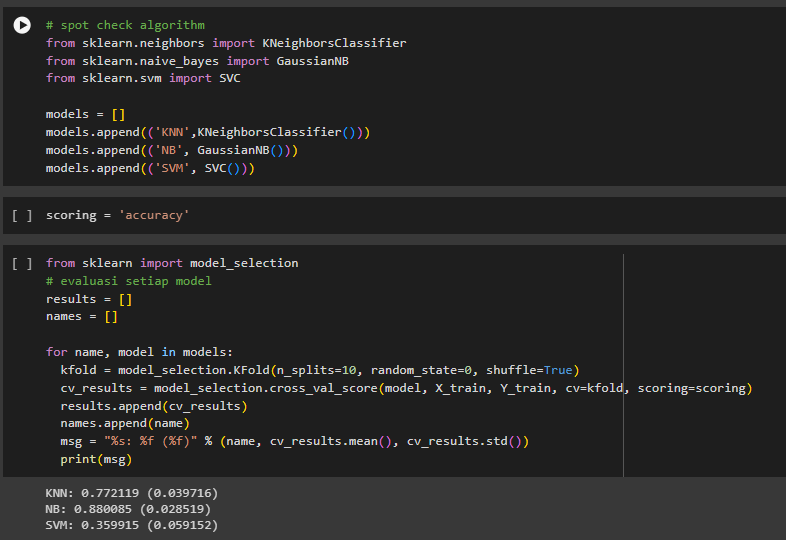 # spot check algorithm
from sklearn.neighbors import KNeighborsClassifier
from sklearn.naive_bayes import GaussianNB
from sklearn.svm import SVC
models = []
models.append(('KNN',KNeighborsClassifier()))
models.append(('NB', GaussianNB()))
models.append(('SVM', SVC()))
[ ] scoring = 'accuracy'
[ ] from sklearn import model_selection
# evaluasi setiap model
results = []
names = []
for name, model in models:
  kfold = model_selection.KFold(n_splits=10, random_state=0, shuffle=True)
  cv_results = model_selection.cross_val_score(model, X_train, Y_train, cv=kfold, scoring=scoring)
  results.append(cv_results)
  names.append(name)
  msg = "%s: %f (%f)" % (name, cv_results.mean(), cv_results.std())
  print(msg)
KNN: 0.772119 (0.039716)
NB: 0.880085 (0.028519)
SVM: 0.359915 (0.059152)